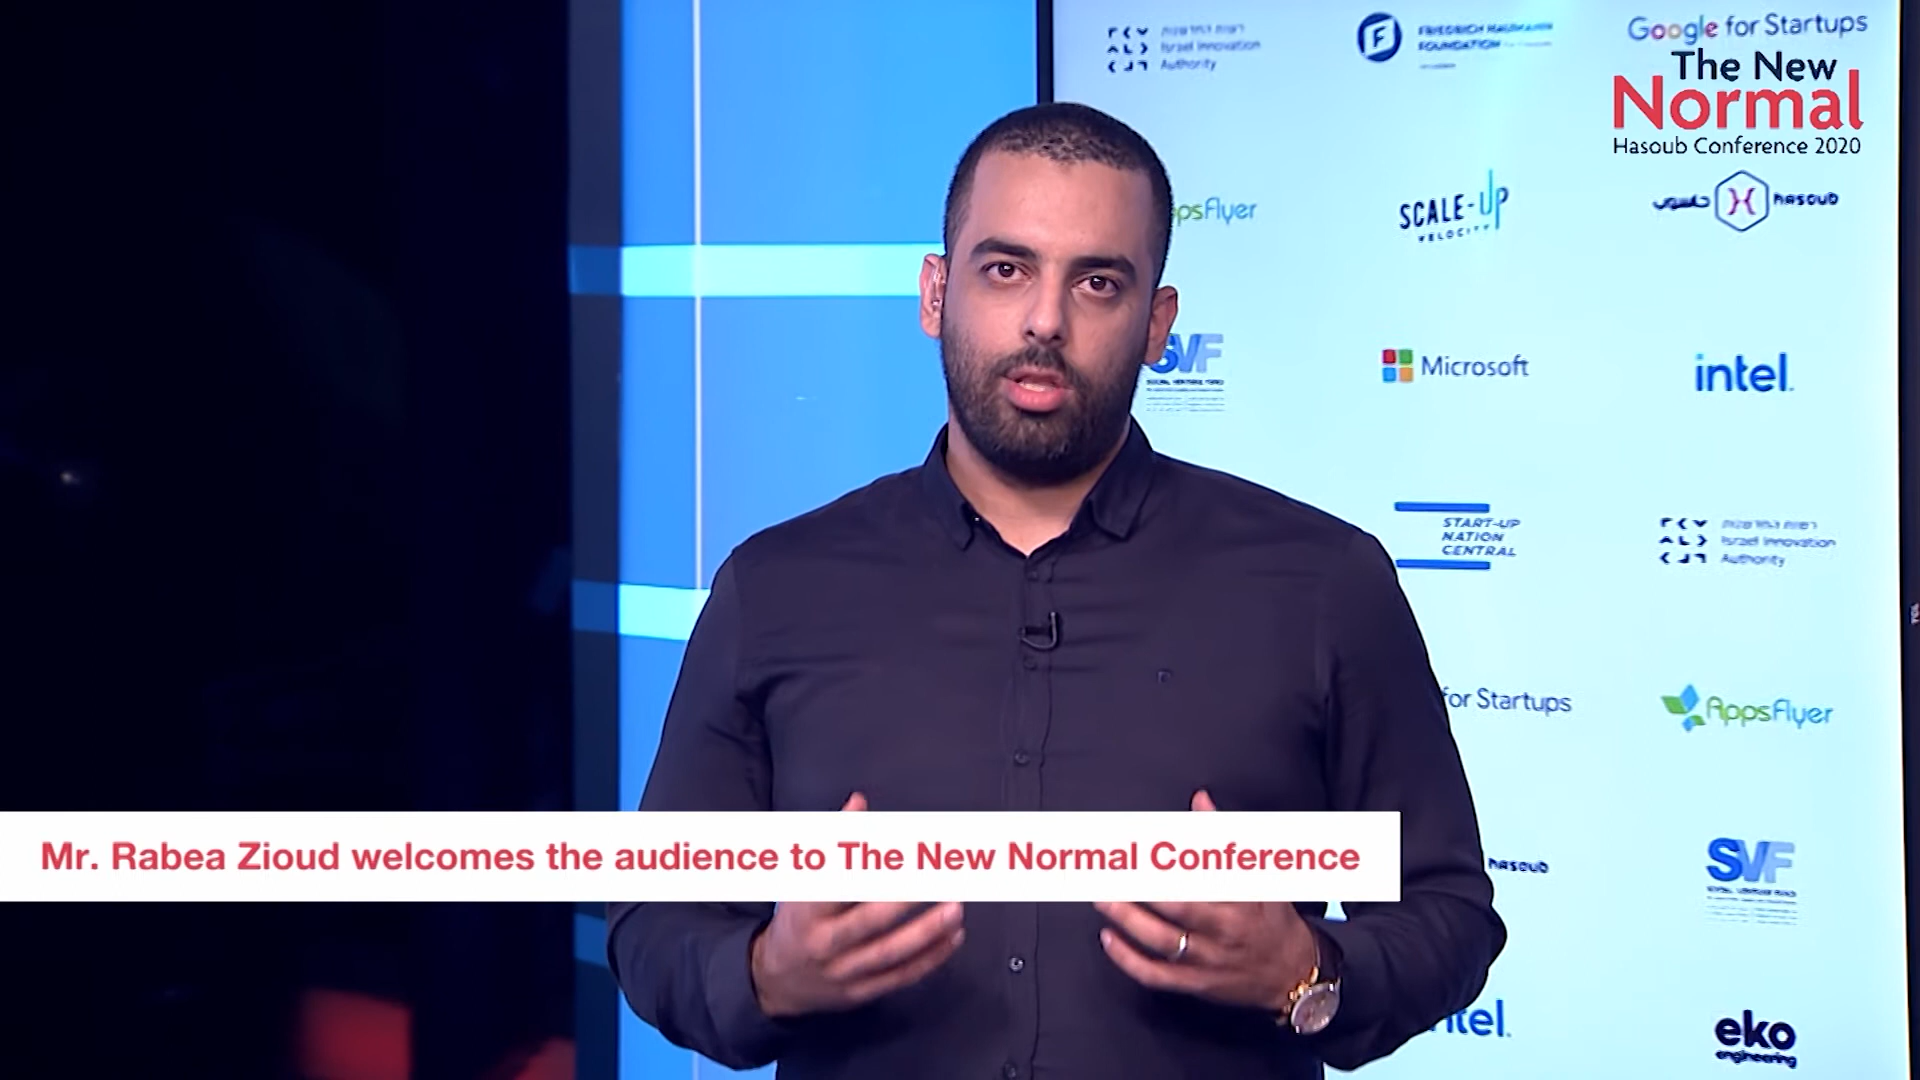 Israel Innovation
Authority
FRIEDRICH NAUMANN
FOUNDATION
Google for Startups
The New
Normal
Hasoub Conference 2020
psFlyer
SCALE-UP
VELOCITY
حاسوب hasoub
SVF
Microsoft
intel.
START-UP
NATION
CENTRAL
Israel Innovation
Authority
for Startups
AppsFlyer
Mr. Rabea Zioud welcomes the audience to The New Normal Conference
hasoub
SVF
ntel.
eko
engineering